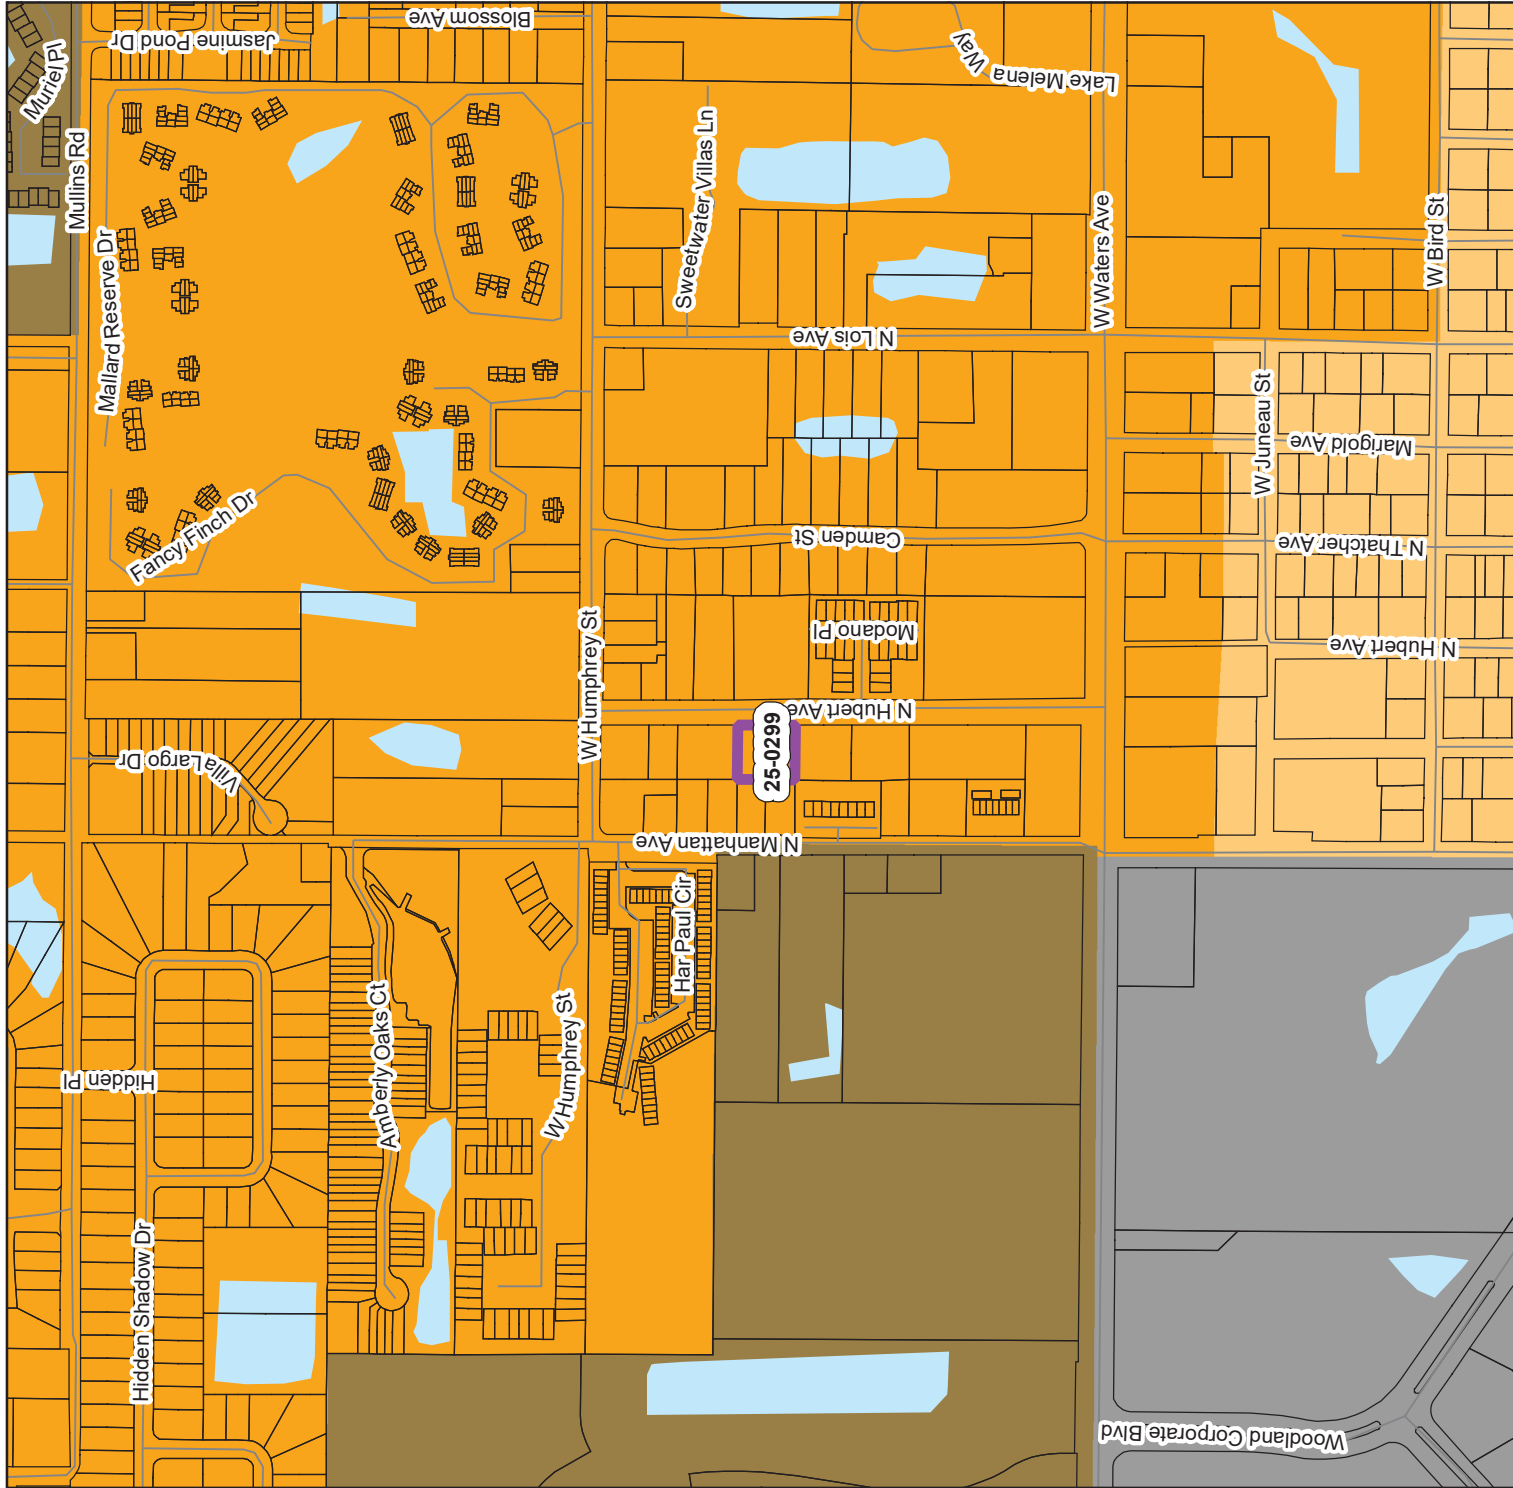 Blossom Ave
Jasmine Pond Dr
Muriel Pl
Mullins Rd
Lake Melena
Way
Sweetwater Villas Ln
Mallard Reserve Dr
W Waters Ave
W Bird St
N Lois Ave
W Juneau St
Marigold Ave
Fancy Finch Dr
Camden St
N Thatcher Ave
W Humphrey St
Modano Pl
N Hubert Ave
N Hubert Ave
25-0299
Villa Largo Dr
N Manhattan Ave
Har Paul Cir
Amberly Oaks Ct
W Humphrey St
Hidden Pl
Hidden Shadow Dr
Woodland Corporate Blvd